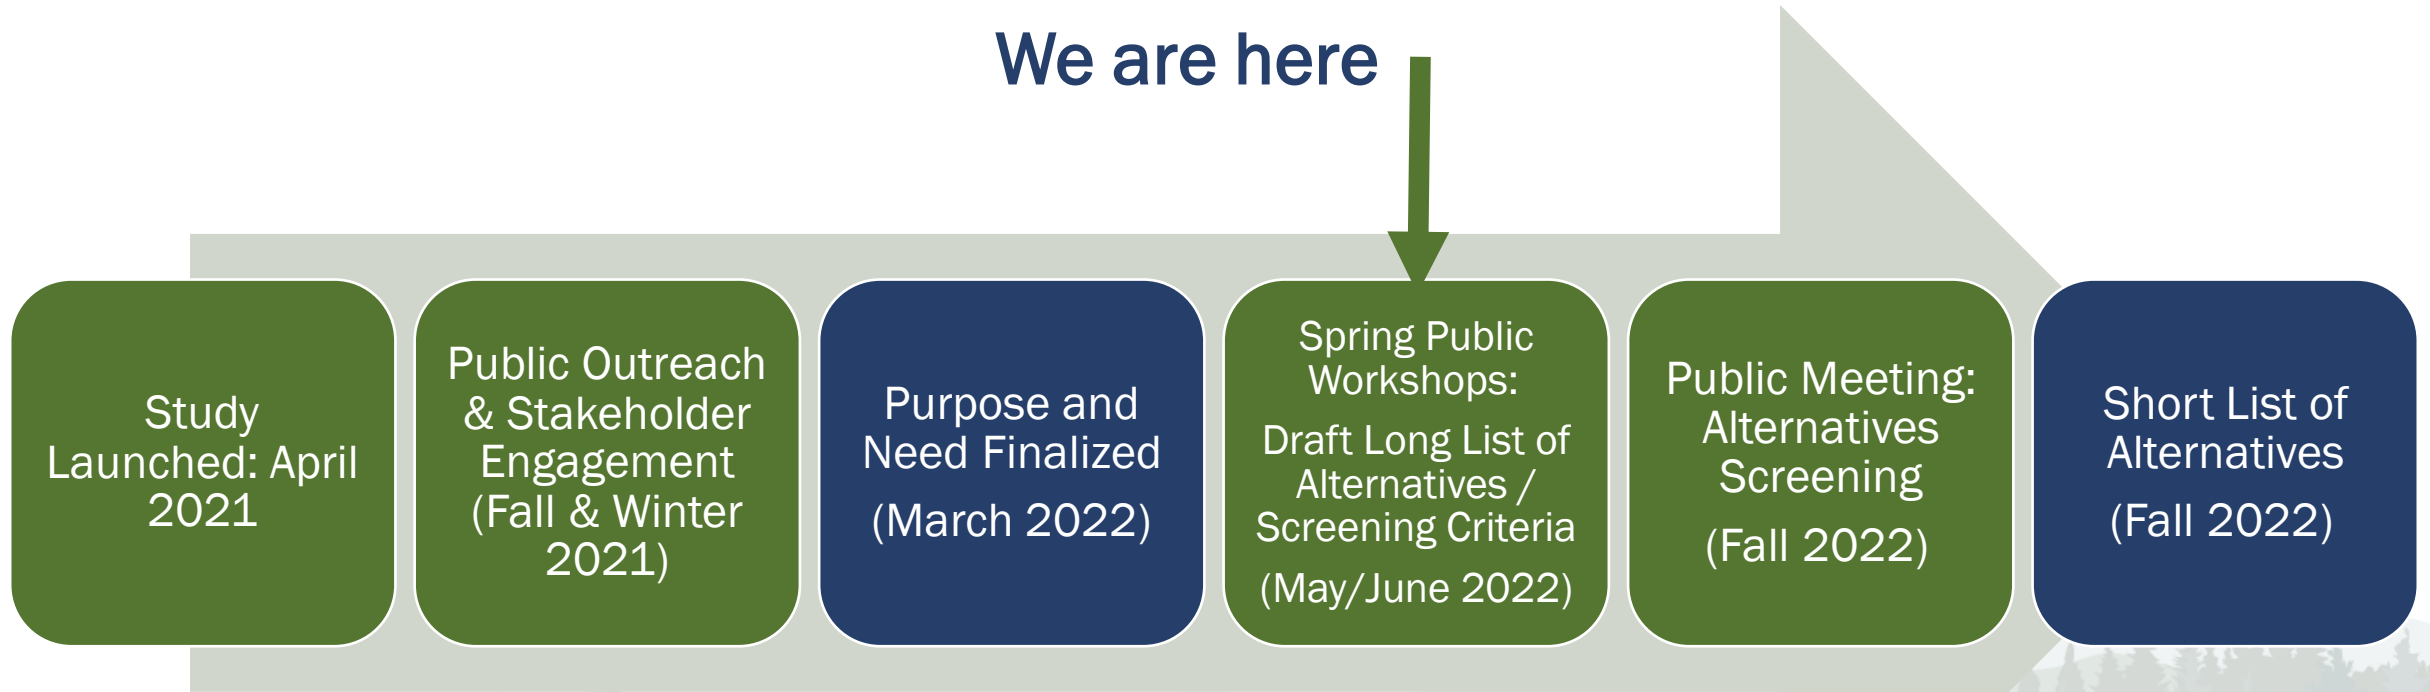 We are here
Study
Launched: April
2021
Public Outreach
& Stakeholder
Engagement
(Fall & Winter
2021)
Purpose and
Need Finalized
(March 2022)
Spring Public
Workshops:
Draft Long List of
Alternatives /
Screening Criteria
(May/June 2022)
Public Meeting:
Alternatives
Screening
(Fall 2022)
Short List of
Alternatives
(Fall 2022)